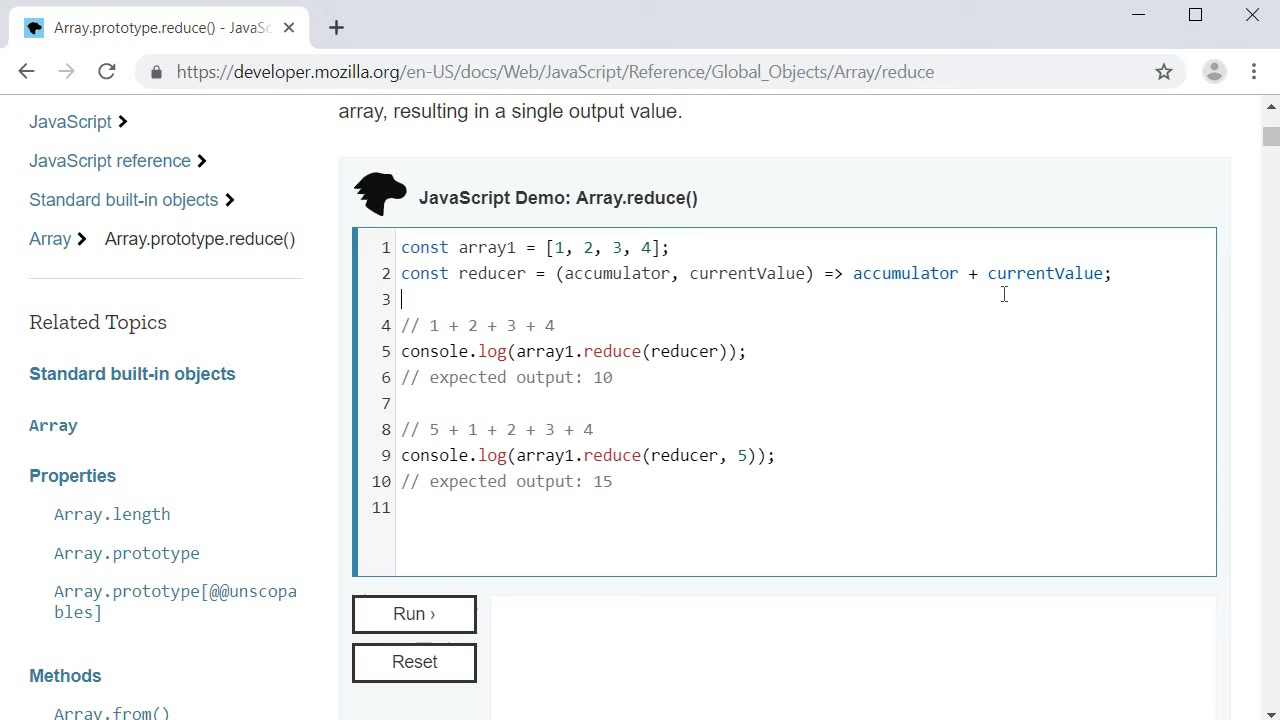 Array.prototype.reduce() - JavaSc
https://developer.mozilla.org/en-US/docs/Web/JavaScript/Reference/Global_Objects/Array/reduce
JavaScript
JavaScript reference
Standard built-in objects
Array Array.prototype.reduce()
Related Topics
Standard built-in objects
Array
Properties
Array.length
Array.prototype
Array.prototype[@@unscopa
bles]
Methods
Array.from()
array, resulting in a single output value.
JavaScript Demo: Array.reduce()
1 const array1 = [1, 2, 3, 4];
2 const reducer = (accumulator, currentValue) => accumulator + currentValue;
3
4 // 1 + 2 + 3 + 4
5 console.log(array1.reduce(reducer));
6 // expected output: 10
7
8 // 5 + 1 + 2 + 3 + 4
9 console.log(array1.reduce(reducer, 5));
10 // expected output: 15
11
Run ›
Reset